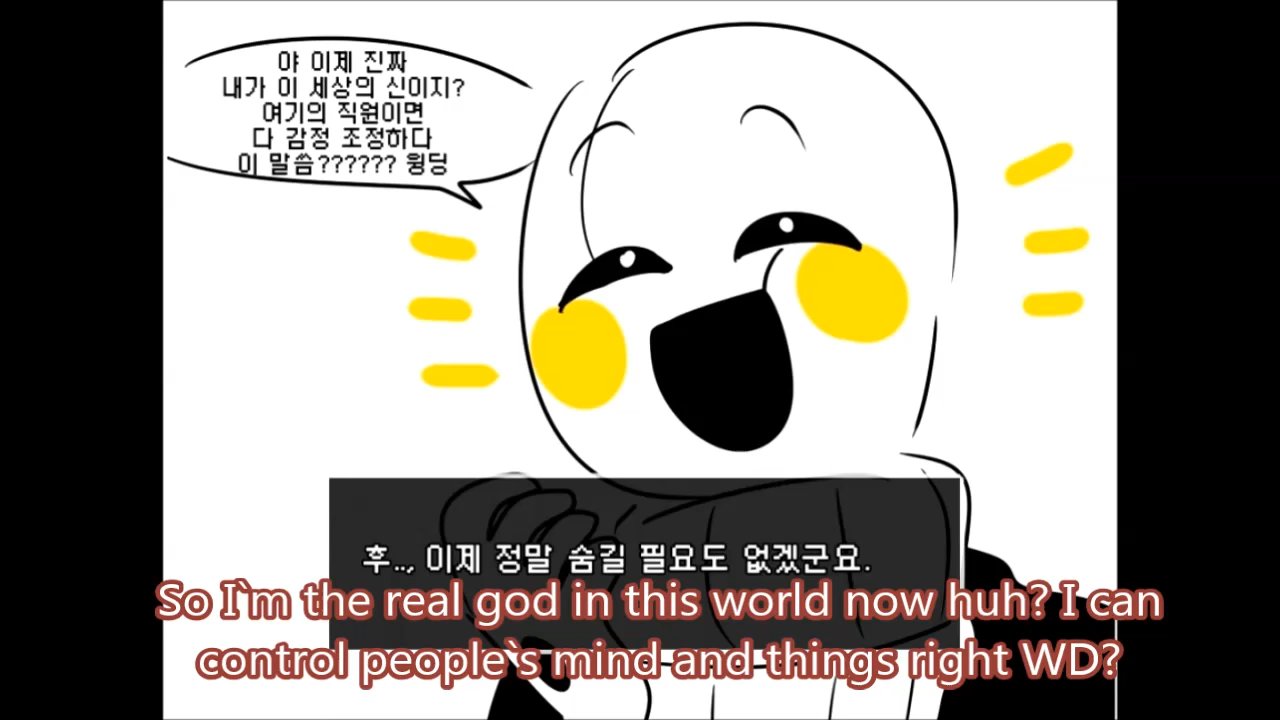 야 이제 진짜
내가 이 세상의 신이지?
여기의 직원이면
다 감정 조정하다
이 말씀?????? 윙딩
후.., 이제 정말 숨길 필요도 없겠군요.
So I`m the real god in this world now huh? I can
control people`s mind and things right WD?